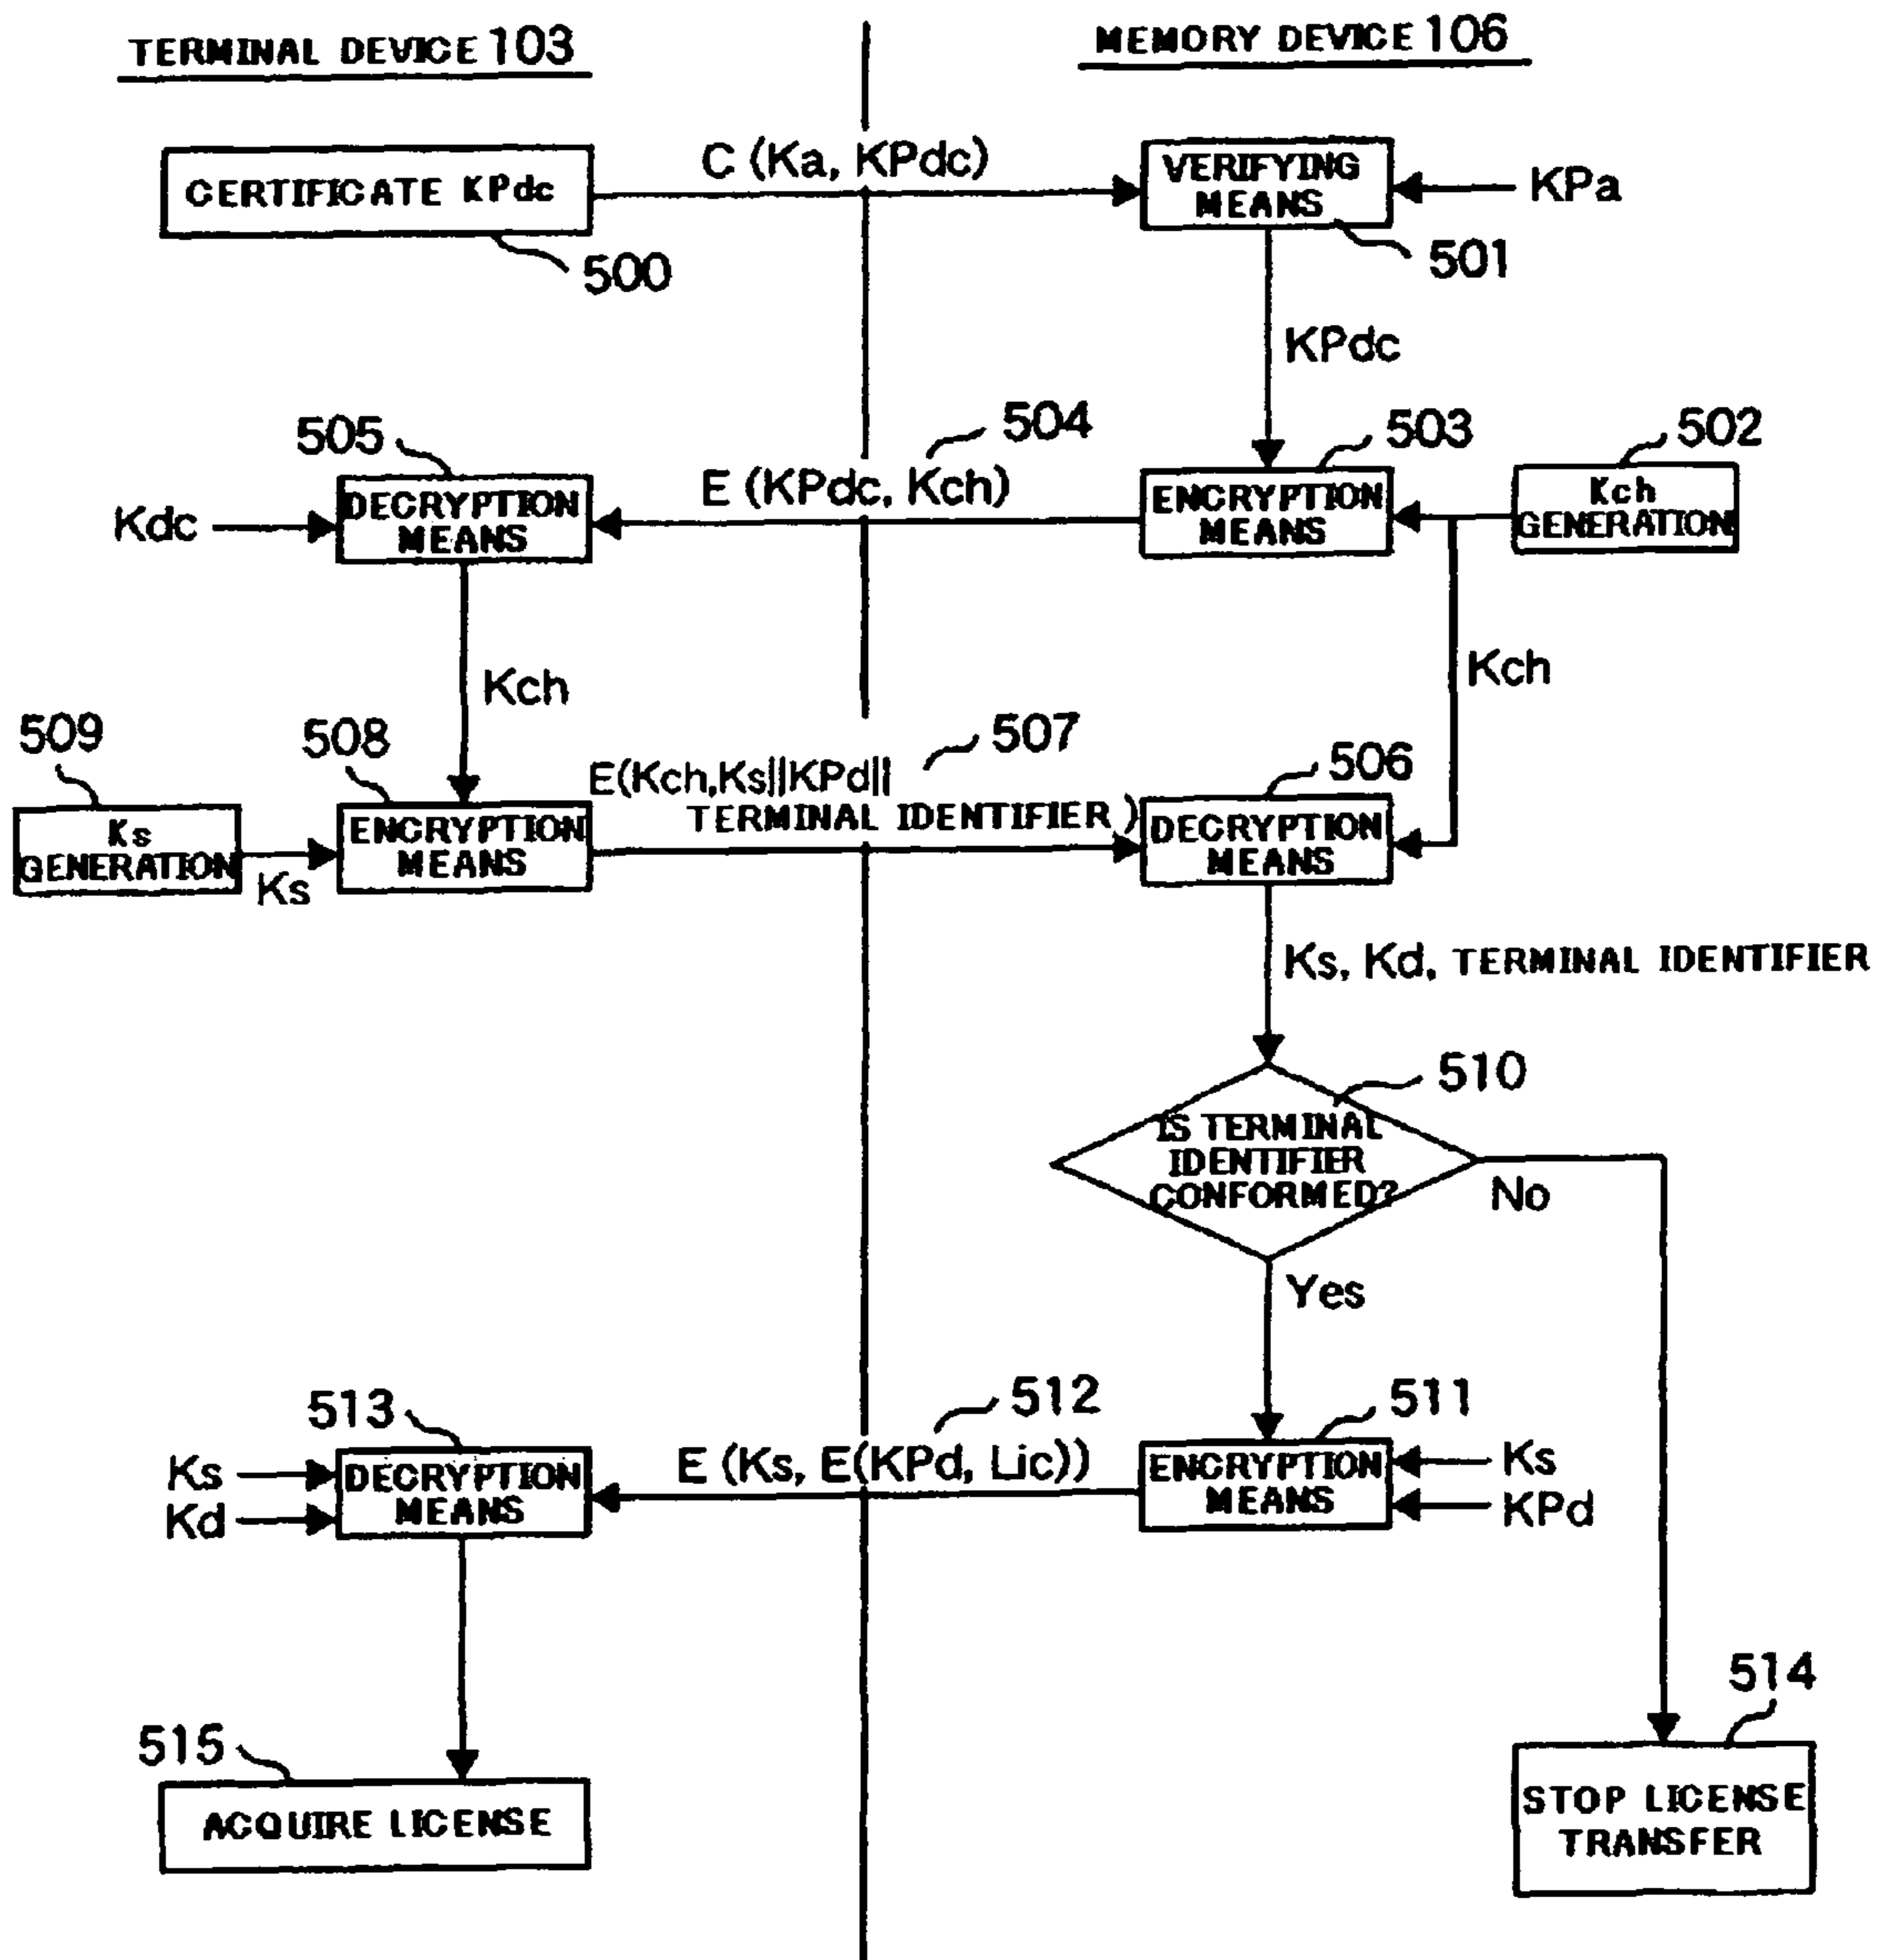 TERMINAL DEVICE 103
MEMORY DEVICE 106
CERTIFICATE KPdc
500
C (Ka, KPdc)
VERIFYING
MEANS
KPa
501
KPdc
505
504
503
502
Kdc
DECRYPTION
MEANS
E (KPdc, Kch)
ENCRYPTION
MEANS
Kch
GENERATION
Kch
Kch
509
508
507
506
Ks
GENERATION
Ks
ENCRYPTION
MEANS
E(Kch,Ks||KPd||
TERMINAL IDENTIFIER )
DECRYPTION
MEANS
Ks, Kd, TERMINAL IDENTIFIER
510
IS TERMINAL
IDENTIFIER
CONFORMED?
No
Yes
513
512
511
Ks
Kd
DECRYPTION
MEANS
E (Ks, E(KPd, Lic))
ENCRYPTION
MEANS
Ks
KPd
515
514
ACQUIRE LICENSE
STOP LICENSE
TRANSFER